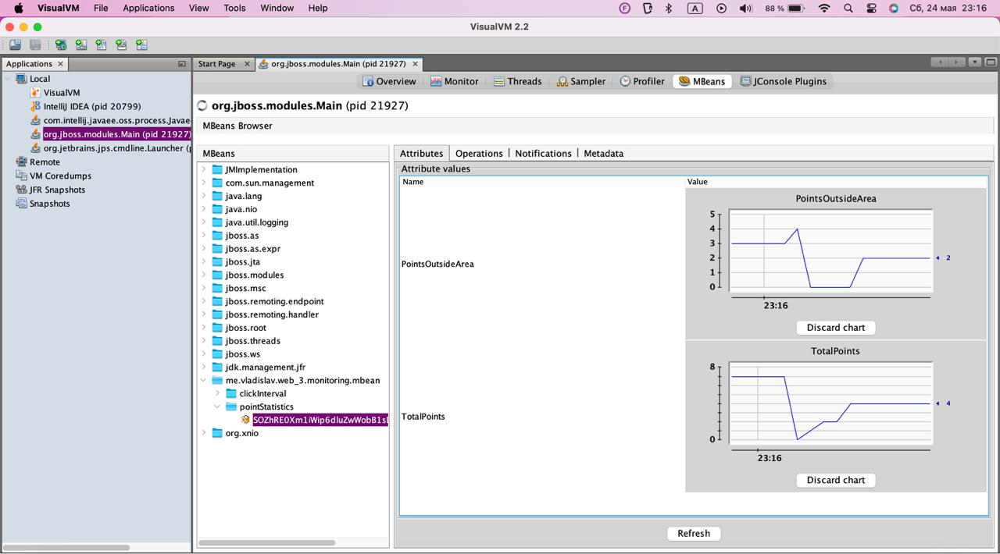 VisualVM File Applications View Tools Window Help A 88 % Сб, 24 мая 23:16
VisualVM 2.2
Applications × Start Page × org.jboss.modules.Main (pid 21927) ×
Local
VisualVM
IntelliJ IDEA (pid 20799)
com.intellij.javaee.oss.process.Javae
org.jboss.modules.Main (pid 21927)
org.jetbrains.jps.cmdline.Launcher (p
Remote
VM Coredumps
JFR Snapshots
Snapshots
Overview Monitor Threads Sampler Profiler MBeans JConsole Plugins
org.jboss.modules.Main (pid 21927)
MBeans Browser
MBeans
JMImplementation
com.sun.management
java.lang
java.nio
java.util.logging
jboss.as
jboss.as.expr
jboss.jta
jboss.modules
jboss.msc
jboss.remoting.endpoint
jboss.remoting.handler
jboss.root
jboss.threads
jboss.ws
jdk.management.jfr
me.vladislav.web_3.monitoring.mbean
clickInterval
pointStatistics
org.xnio
Attributes Operations Notifications Metadata
Attribute values
Name Value
PointsOutsideArea
PointsOutsideArea
5
4
3
2
1
0
2
23:16
Discard chart
TotalPoints
TotalPoints
8
0
4
23:16
Discard chart
Refresh